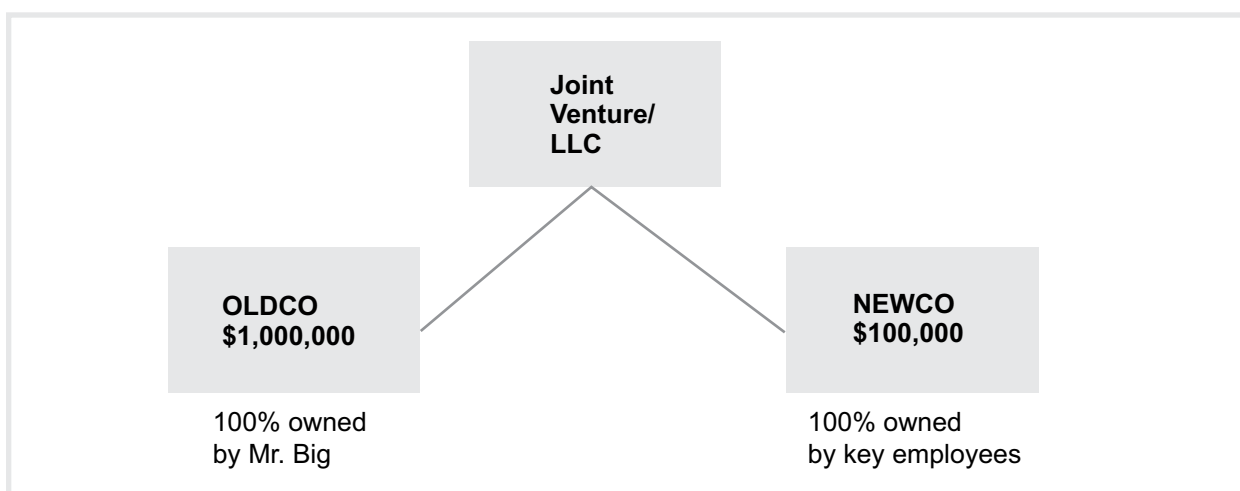 Joint
Venture/
LLC
OLDCO
$1,000,000
NEWCO
$100,000
100% owned
by Mr. Big
100% owned
by key employees